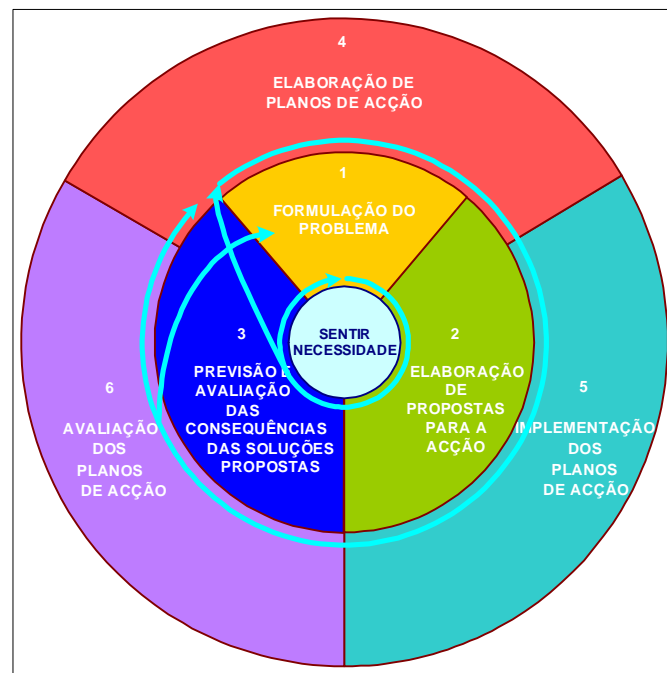 4
ELABORAÇÃO DE
PLANOS DE ACÇÃO
1
FORMULAÇÃO DO
PROBLEMA
SENTIR
NECESSIDADE
2
ELABORAÇÃO
DE
PROPOSTAS
PARA A
ACÇÃO
3
PREVISÃO E
AVALIAÇÃO
DAS
CONSEQUÊNCIAS
DAS SOLUÇÕES
PROPOSTAS
5
IMPLEMENTAÇÃO
DOS
PLANOS
DE ACÇÃO
6
AVALIAÇÃO
DOS
PLANOS
DE ACÇÃO